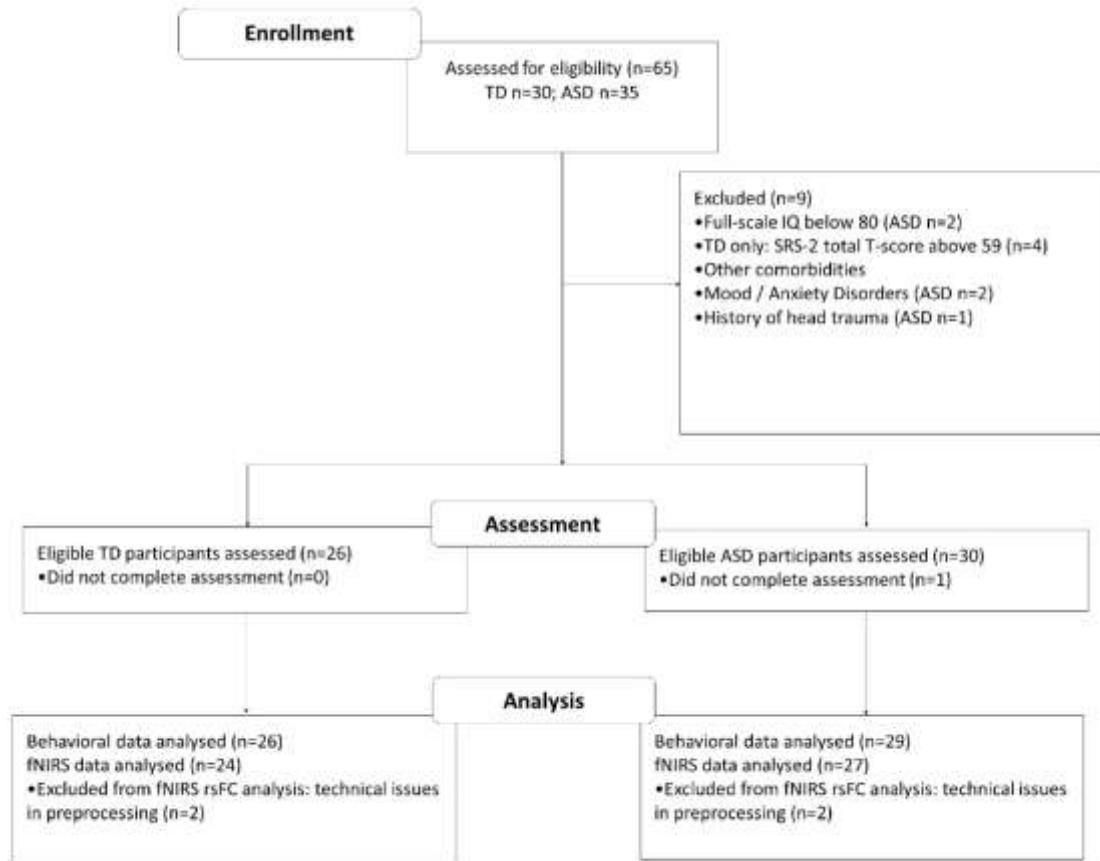 Enrollment
Assessed for eligibility (n=65)
TD n=30; ASD n=35
Excluded (n=9)
•Full-scale IQ below 80 (ASD n=2)
•TD only: SRS-2 total T-score above 59 (n=4)
•Other comorbidities
•Mood / Anxiety Disorders (ASD n=2)
•History of head trauma (ASD n=1)
Assessment
Eligible TD participants assessed (n=26)
•Did not complete assessment (n=0)
Eligible ASD participants assessed (n=30)
•Did not complete assessment (n=1)
Analysis
Behavioral data analysed (n=26)
fNIRS data analysed (n=24)
•Excluded from fNIRS rsFC analysis: technical issues
in preprocessing (n=2)
Behavioral data analysed (n=29)
fNIRS data analysed (n=27)
•Excluded from fNIRS rsFC analysis: technical issues
in preprocessing (n=2)